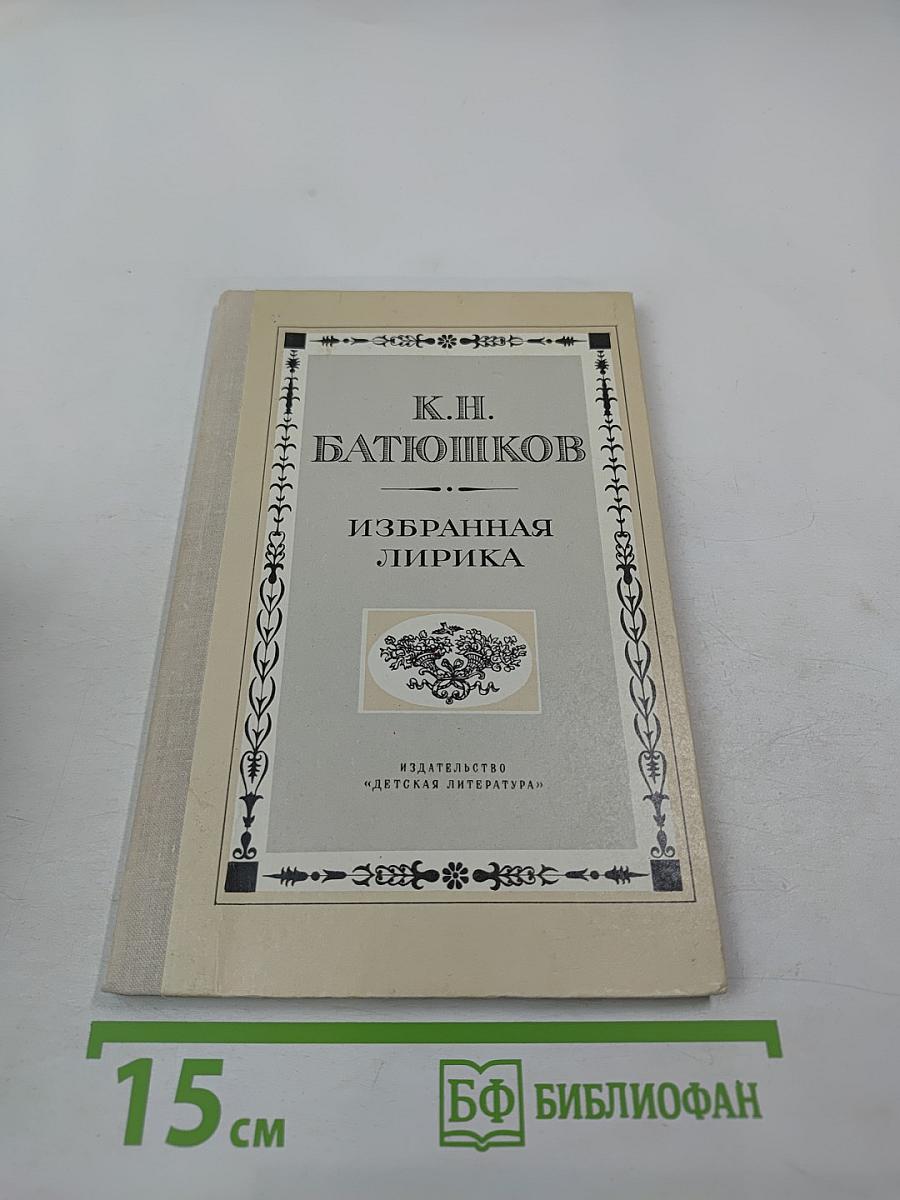 К.Н.
БАТЮШКОВ
ИЗБРАННАЯ
ЛИРИКА
ИЗДАТЕЛЬСТВО
«ДЕТСКАЯ ЛИТЕРАТУРА»
15 см
БФ БИБЛИОФАН